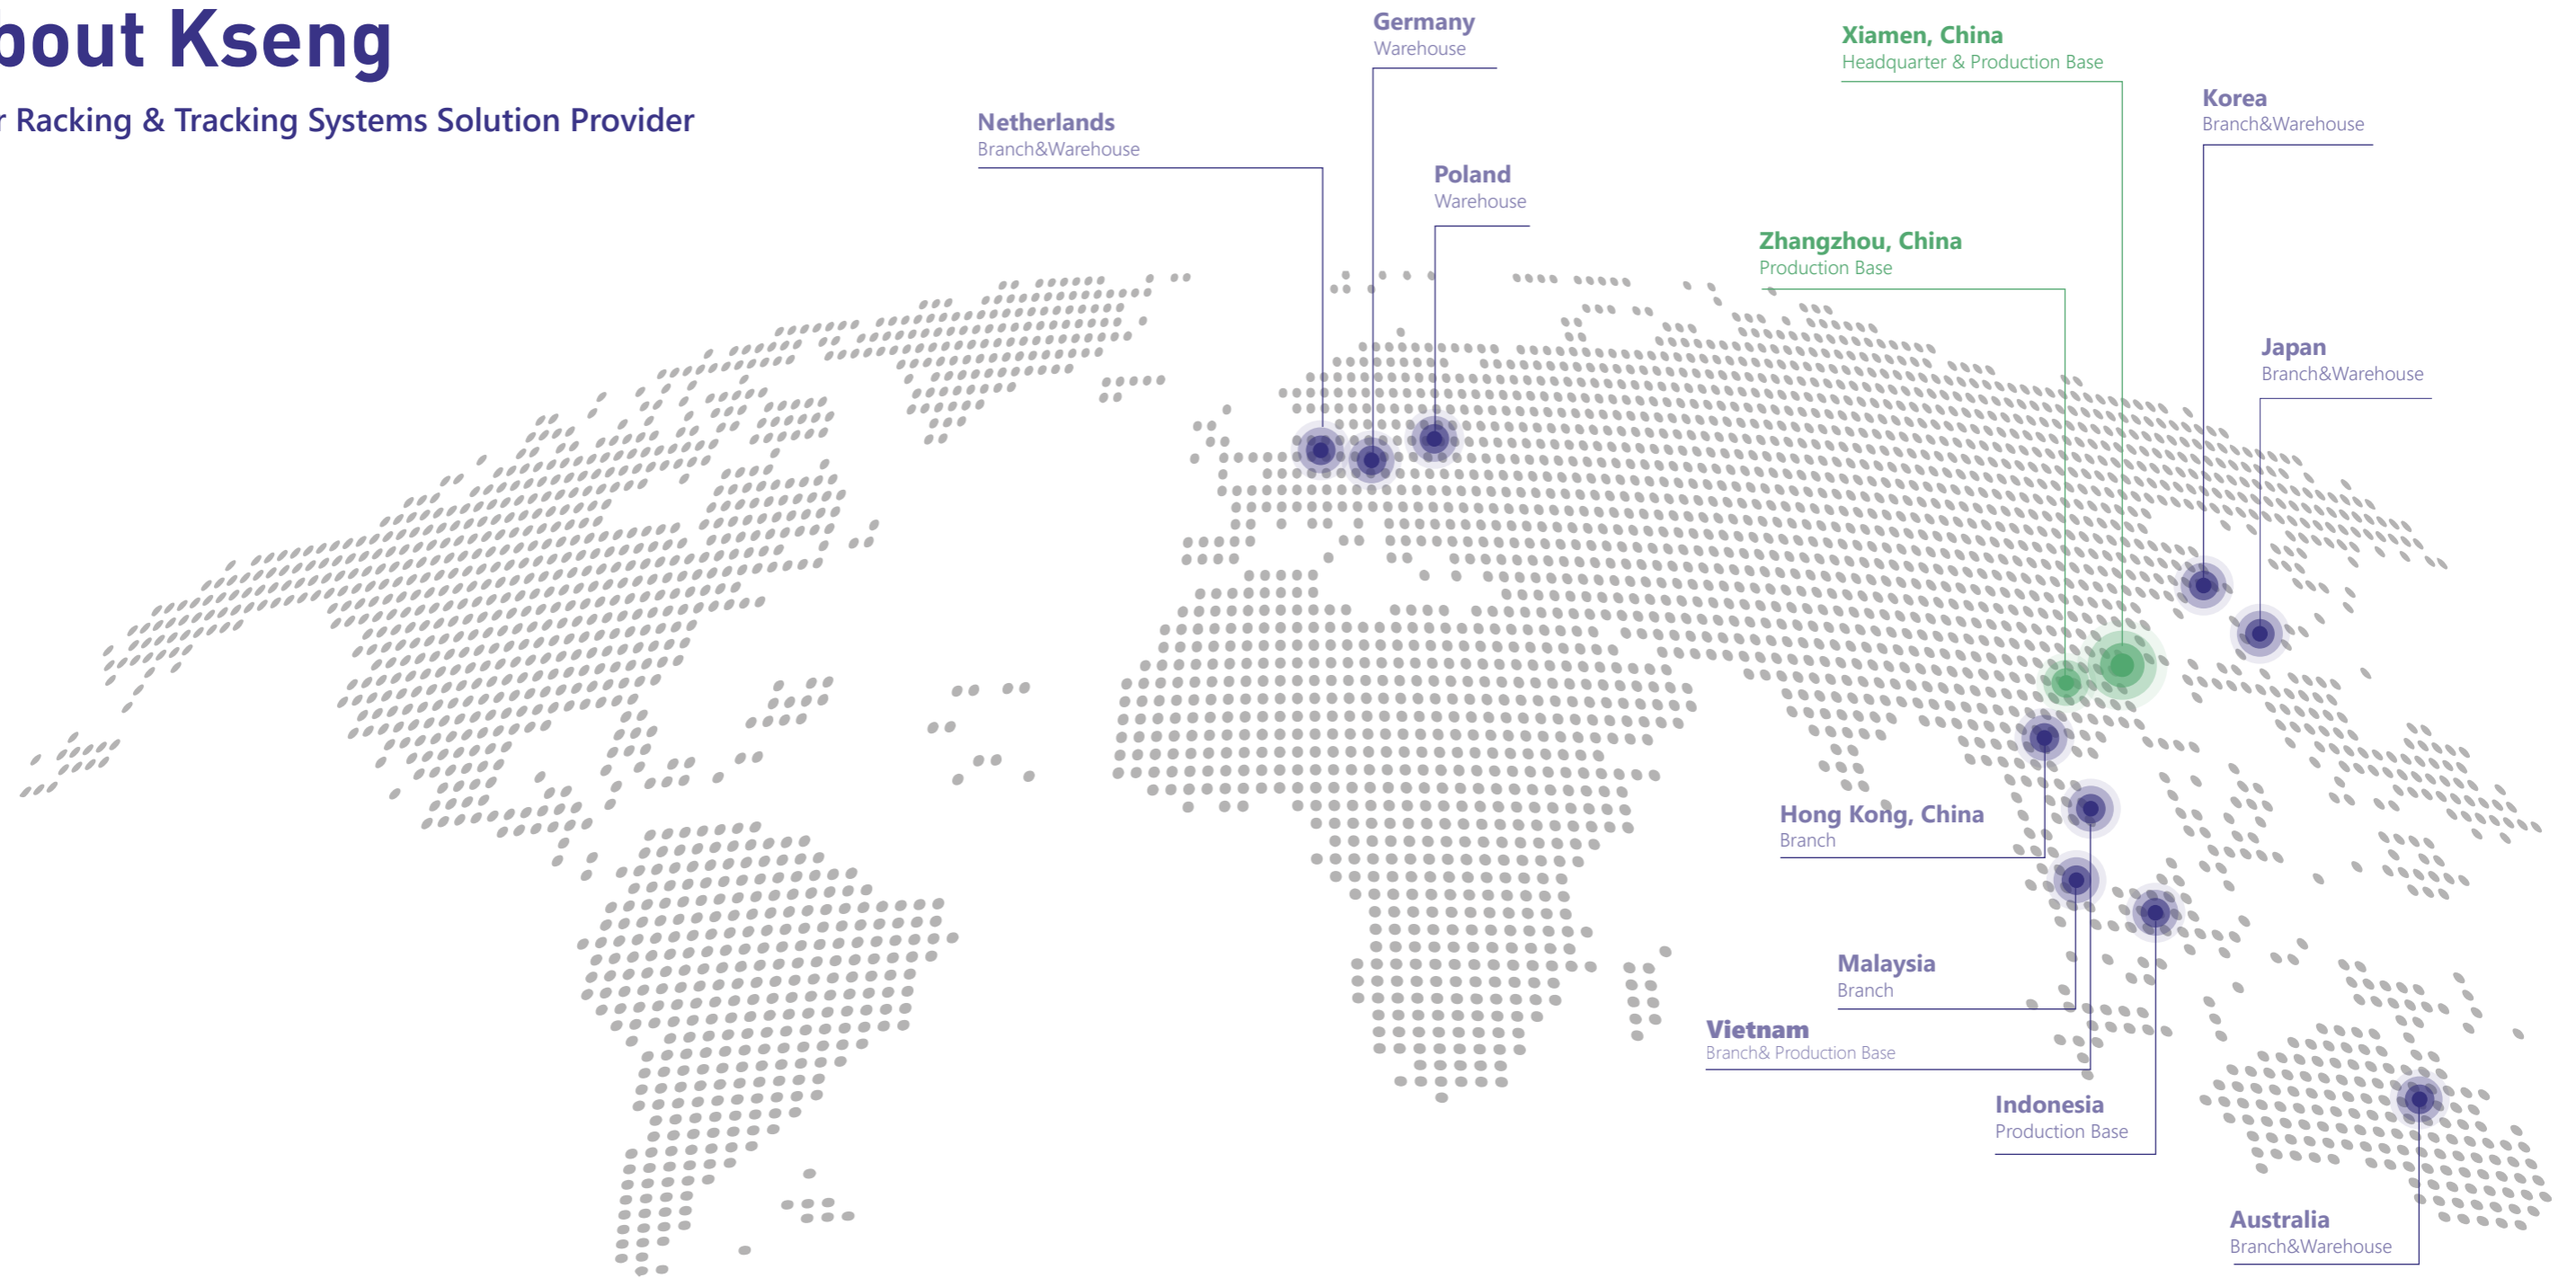 bout Kseng
r Racking & Tracking Systems Solution Provider
Germany
Warehouse
Xiamen, China
Headquarter & Production Base
Korea
Branch&Warehouse
Netherlands
Branch&Warehouse
Poland
Warehouse
Zhangzhou, China
Production Base
Japan
Branch&Warehouse
Hong Kong, China
Branch
Malaysia
Branch
Vietnam
Branch& Production Base
Indonesia
Production Base
Australia
Branch&Warehouse